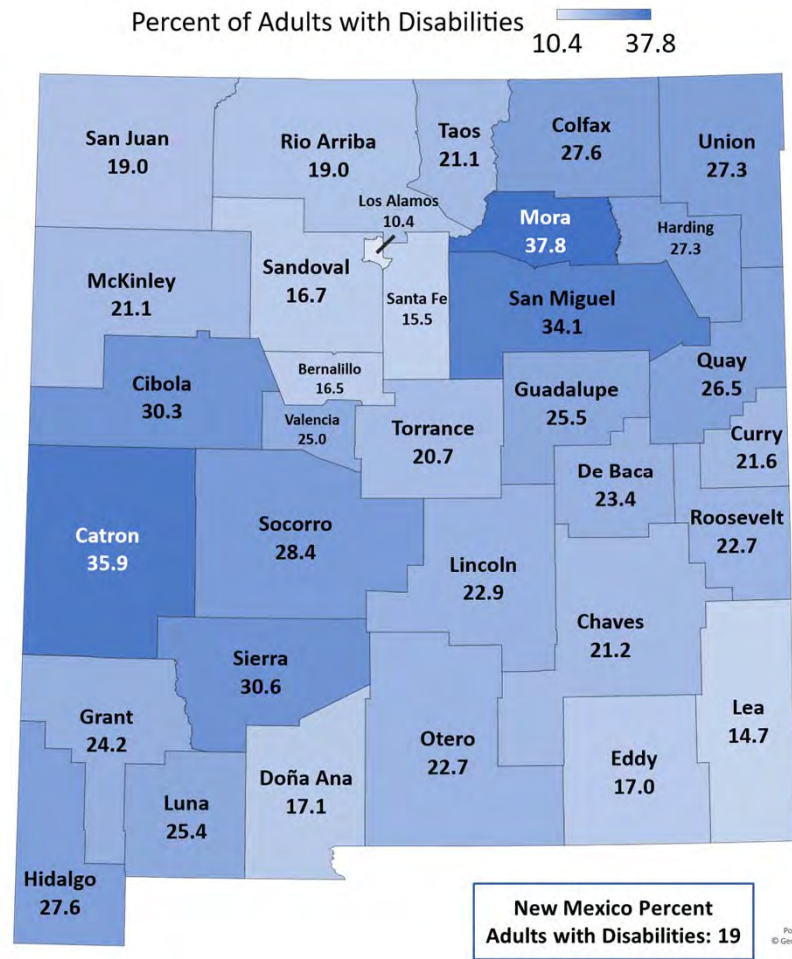 Percent of Adults with Disabilities
10.4 37.8
San Juan
19.0
Rio Arriba
19.0
Taos
21.1
Colfax
27.6
Union
27.3
Los Alamos
10.4
Mora
37.8
Harding
27.3
McKinley
21.1
Sandoval
16.7
Santa Fe
15.5
San Miguel
34.1
Cibola
30.3
Bernalillo
16.5
Valencia
25.0
Torrance
20.7
Guadalupe
25.5
Quay
26.5
Curry
21.6
De Baca
23.4
Roosevelt
22.7
Catron
35.9
Socorro
28.4
Lincoln
22.9
Chaves
21.2
Sierra
30.6
Grant
24.2
Otero
22.7
Lea
14.7
Eddy
17.0
Doña Ana
17.1
Luna
25.4
Hidalgo
27.6
New Mexico Percent
Adults with Disabilities: 19